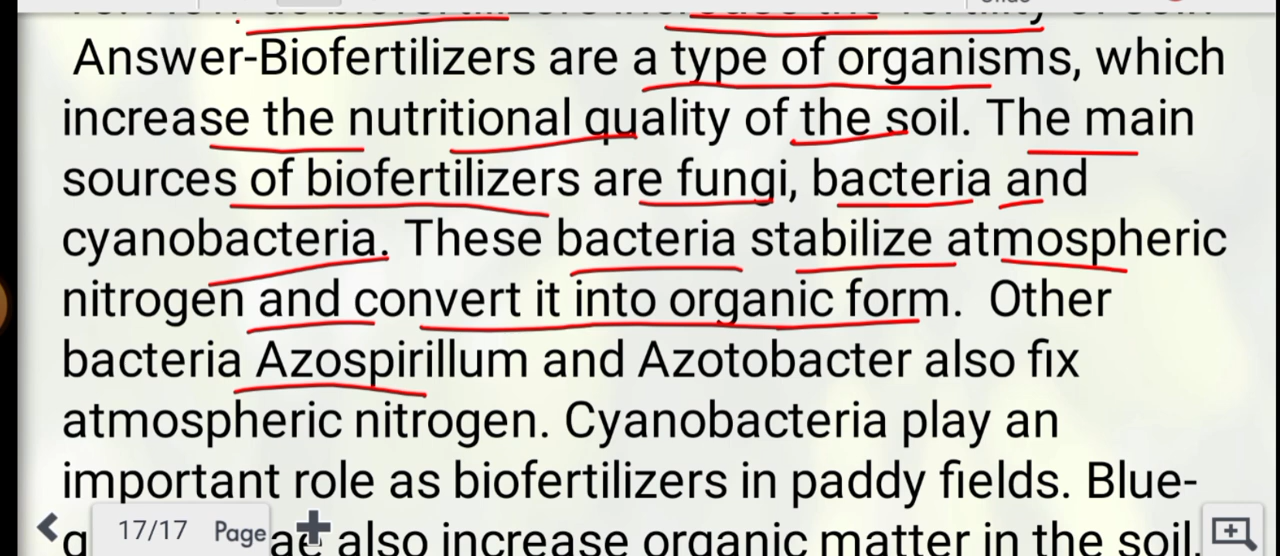 Answer-Biofertilizers are a type of organisms, which
increase the nutritional quality of the soil. The main
sources of biofertilizers are fungi, bacteria and
cyanobacteria. These bacteria stabilize atmospheric
nitrogen and convert it into organic form. Other
bacteria Azospirillum and Azotobacter also fix
atmospheric nitrogen. Cyanobacteria play an
important role as biofertilizers in paddy fields. Blue-
also increase organic matter in the soil.
17/17 Page